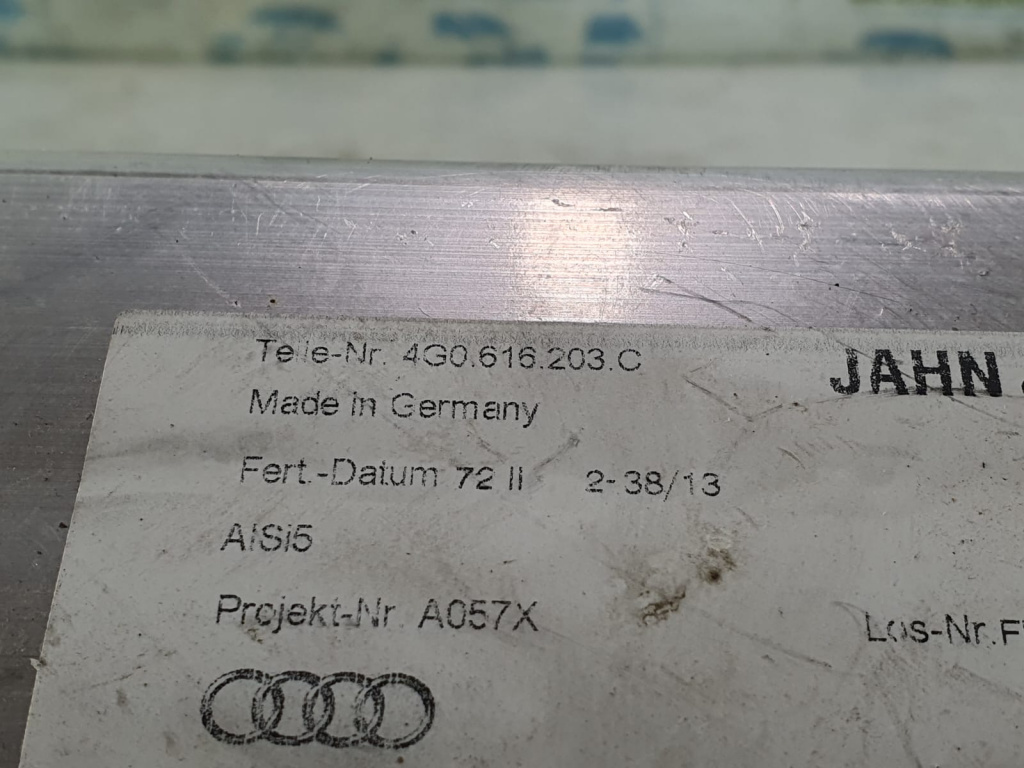 Teile-Nr. 4G0.616.203.C
JAHN
Made in Germany
Fert.-Datum 72 II 2-38/13
AlSi5
Projekt-Nr. A057X
Los-Nr.